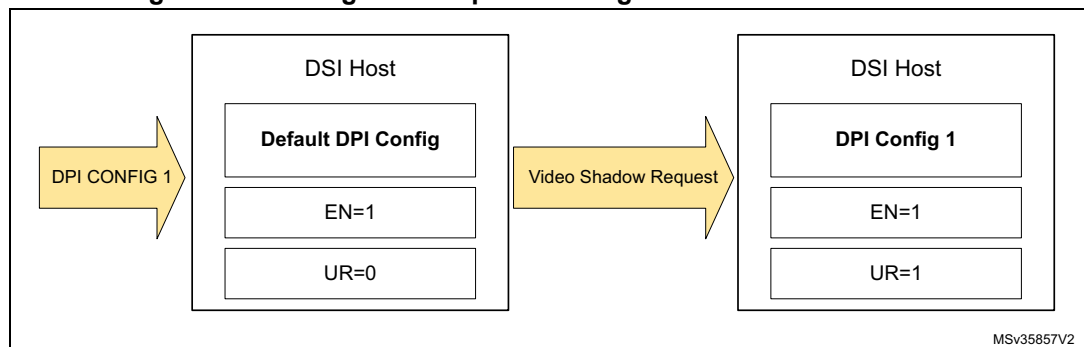 DSI Host
DSI Host
Default DPI Config
DPI Config 1
DPI CONFIG 1
Video Shadow Request
EN=1
EN=1
UR=0
UR=1
MSv35857V2